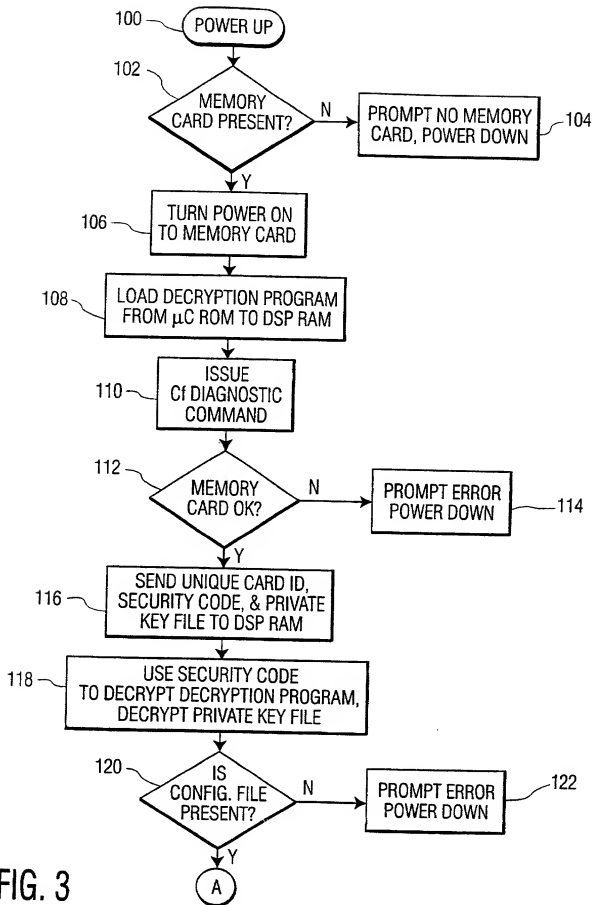 100
POWER UP
102
MEMORY
CARD PRESENT?
N
PROMPT NO MEMORY
CARD, POWER DOWN
104
Y
106
TURN POWER ON
TO MEMORY CARD
108
LOAD DECRYPTION PROGRAM
FROM μC ROM TO DSP RAM
110
ISSUE
Cf DIAGNOSTIC
COMMAND
112
MEMORY
CARD OK?
N
PROMPT ERROR
POWER DOWN
114
Y
116
SEND UNIQUE CARD ID,
SECURITY CODE, & PRIVATE
KEY FILE TO DSP RAM
118
USE SECURITY CODE
TO DECRYPT DECRYPTION PROGRAM,
DECRYPT PRIVATE KEY FILE
120
IS
CONFIG. FILE
PRESENT?
N
PROMPT ERROR
POWER DOWN
122
Y
A
FIG. 3